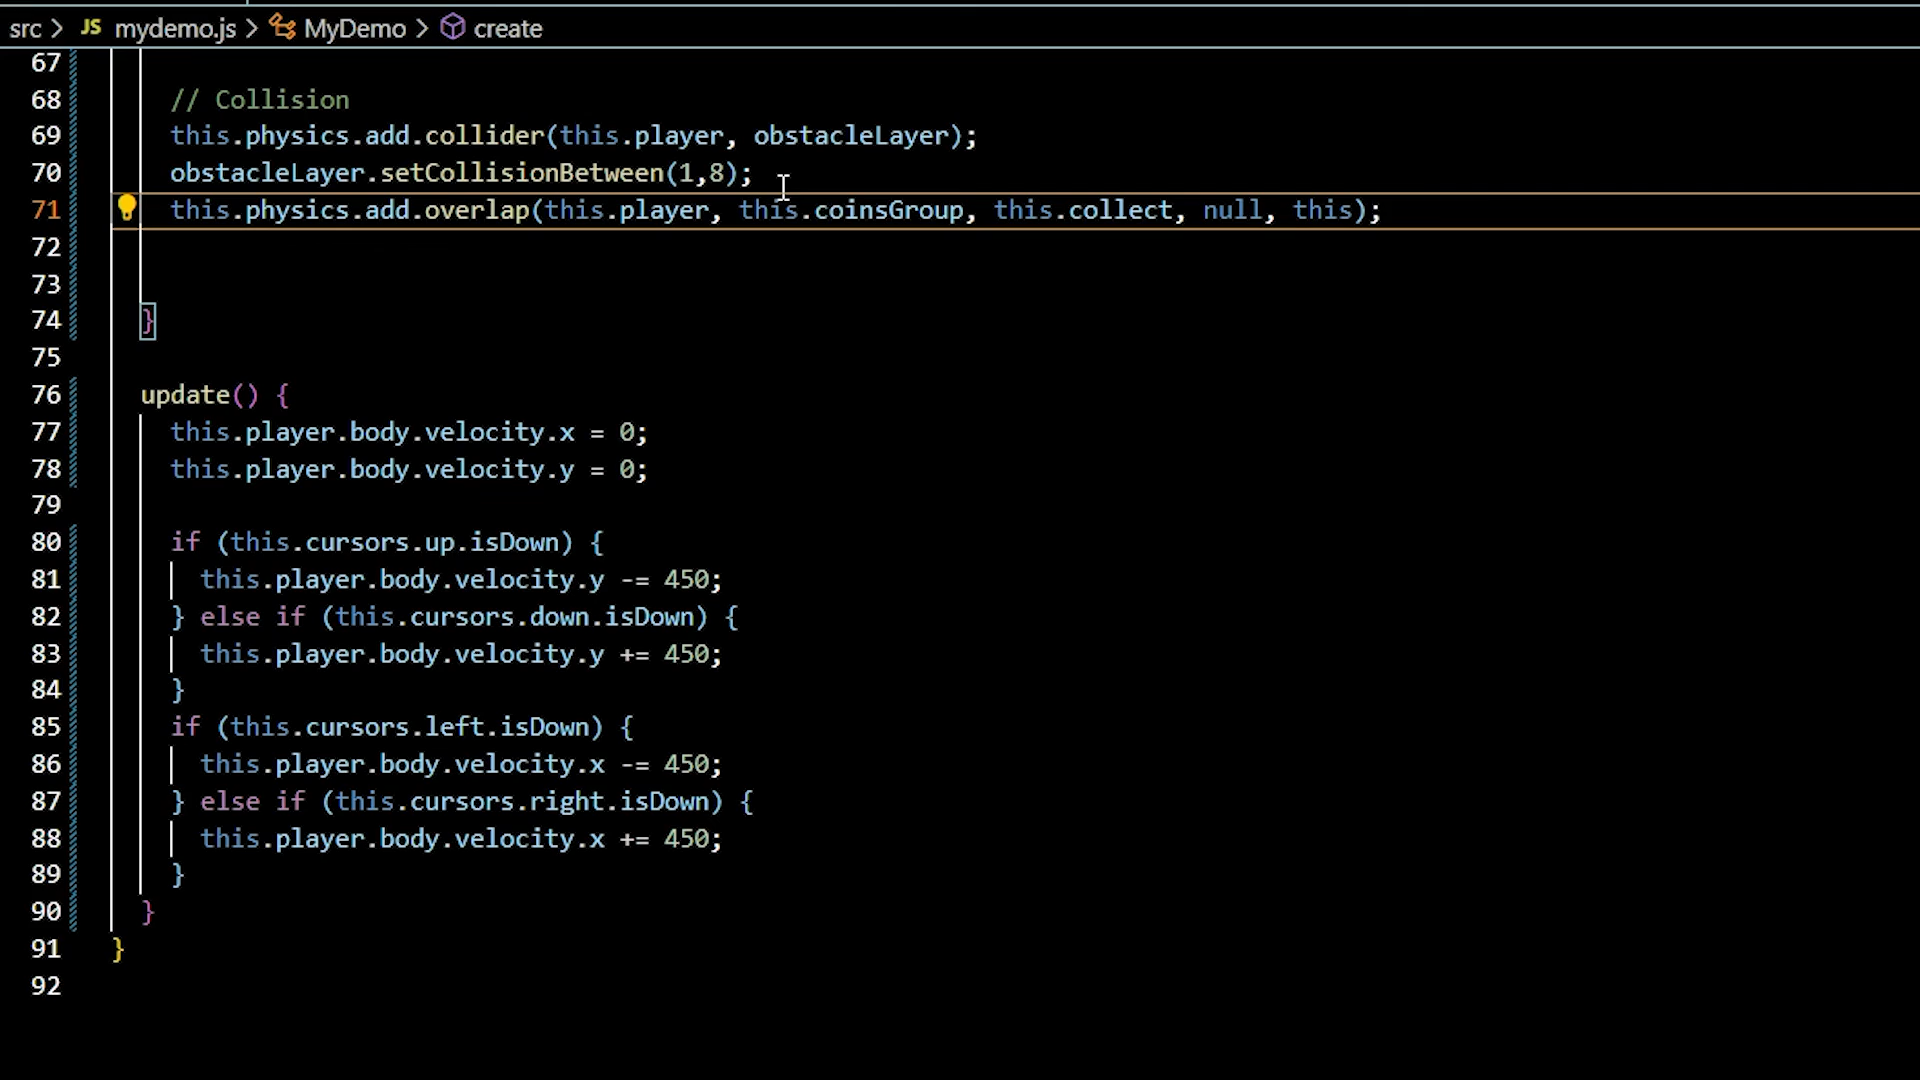 src > JS mydemo.js > MyDemo > create
67
68 // Collision
69 this.physics.add.collider(this.player, obstacleLayer);
70 obstacleLayer.setCollisionBetween(1,8);
71 this.physics.add.overlap(this.player, this.coinsGroup, this.collect, null, this);
72
73
74 }
75
76 update() {
77 this.player.body.velocity.x = 0;
78 this.player.body.velocity.y = 0;
79
80 if (this.cursors.up.isDown) {
81 this.player.body.velocity.y -= 450;
82 } else if (this.cursors.down.isDown) {
83 this.player.body.velocity.y += 450;
84 }
85 if (this.cursors.left.isDown) {
86 this.player.body.velocity.x -= 450;
87 } else if (this.cursors.right.isDown) {
88 this.player.body.velocity.x += 450;
89 }
90 }
91 }
92